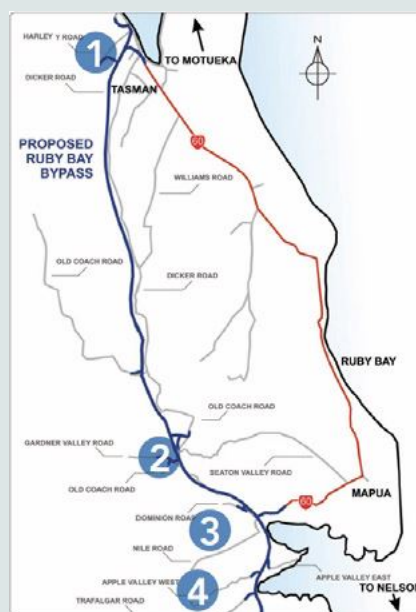 HARLEY Y ROAD
1
TO MOTUEKA
N
DICKER ROAD
TASMAN
PROPOSED
RUBY BAY
BYPASS
60
WILLIAMS ROAD
OLD COACH ROAD
DICKER ROAD
RUBY BAY
OLD COACH ROAD
GARDNER VALLEY ROAD
2
SEATON VALLEY ROAD
OLD COACH ROAD
MAPUA
60
DOMINION ROAD
3
NILE ROAD
APPLE VALLEY WEST
4
APPLE VALLEY EAST
TO NELSON
TRAFALGAR ROAD